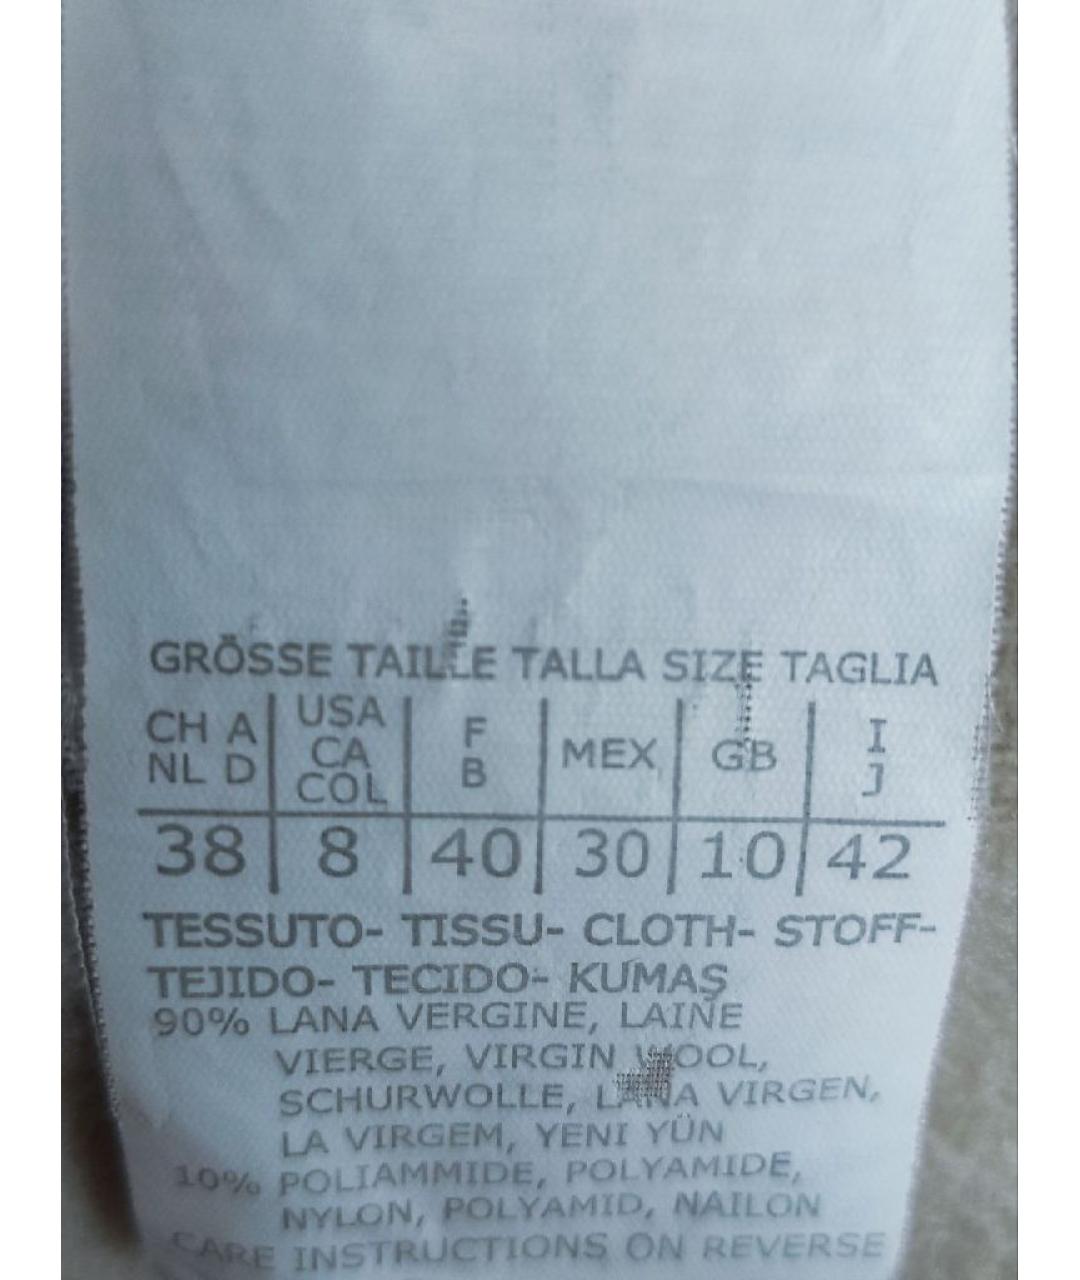 GRÖSSE TAILLE TALLA SIZE TAGLIA
CH A NL D | USA CA COL | F B | MEX | GB | I J
38 | 8 | 40 | 30 | 10 | 42
TESSUTO- TISSU- CLOTH- STOFF-
TEJIDO- TECIDO- KUMAŞ
90% LANA VERGINE, LAINE
VIERGE, VIRGIN WOOL,
SCHURWOLLE, LANA VIRGEN,
LA VIRGEM, YENI YÜN
10% POLIAMMIDE, POLYAMIDE,
NYLON, POLYAMID, NAILON
CARE INSTRUCTIONS ON REVERSE